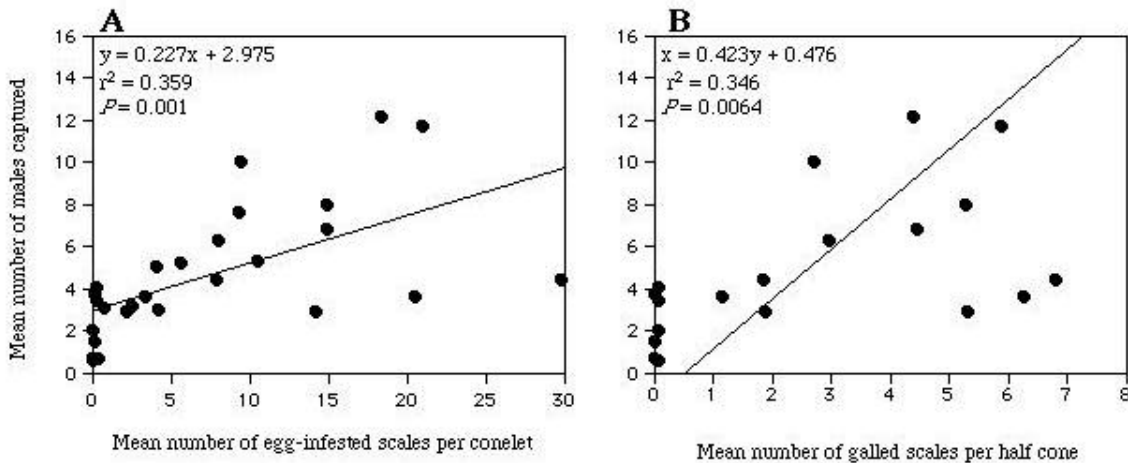 A
B
y = 0.227x + 2.975
r² = 0.359
P = 0.001
x = 0.423y + 0.476
r² = 0.346
P = 0.0064
Mean number of males captured
16
14
12
10
8
6
4
2
0
0 5 10 15 20 25 30
Mean number of egg-infested scales per conelet
16
14
12
10
8
6
4
2
0
0 1 2 3 4 5 6 7 8
Mean number of galled scales per half cone